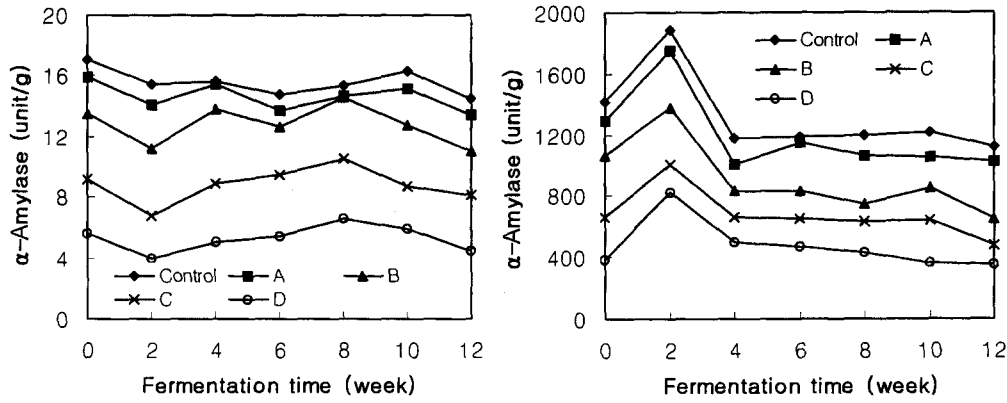 α-Amylase (unit/g)
20
16
12
8
4
0
Control A B
C D
0 2 4 6 8 10 12
Fermentation time (week)
α-Amylase (unit/g)
2000
1600
1200
800
400
0
Control A
B C
D
0 2 4 6 8 10 12
Fermentation time (week)